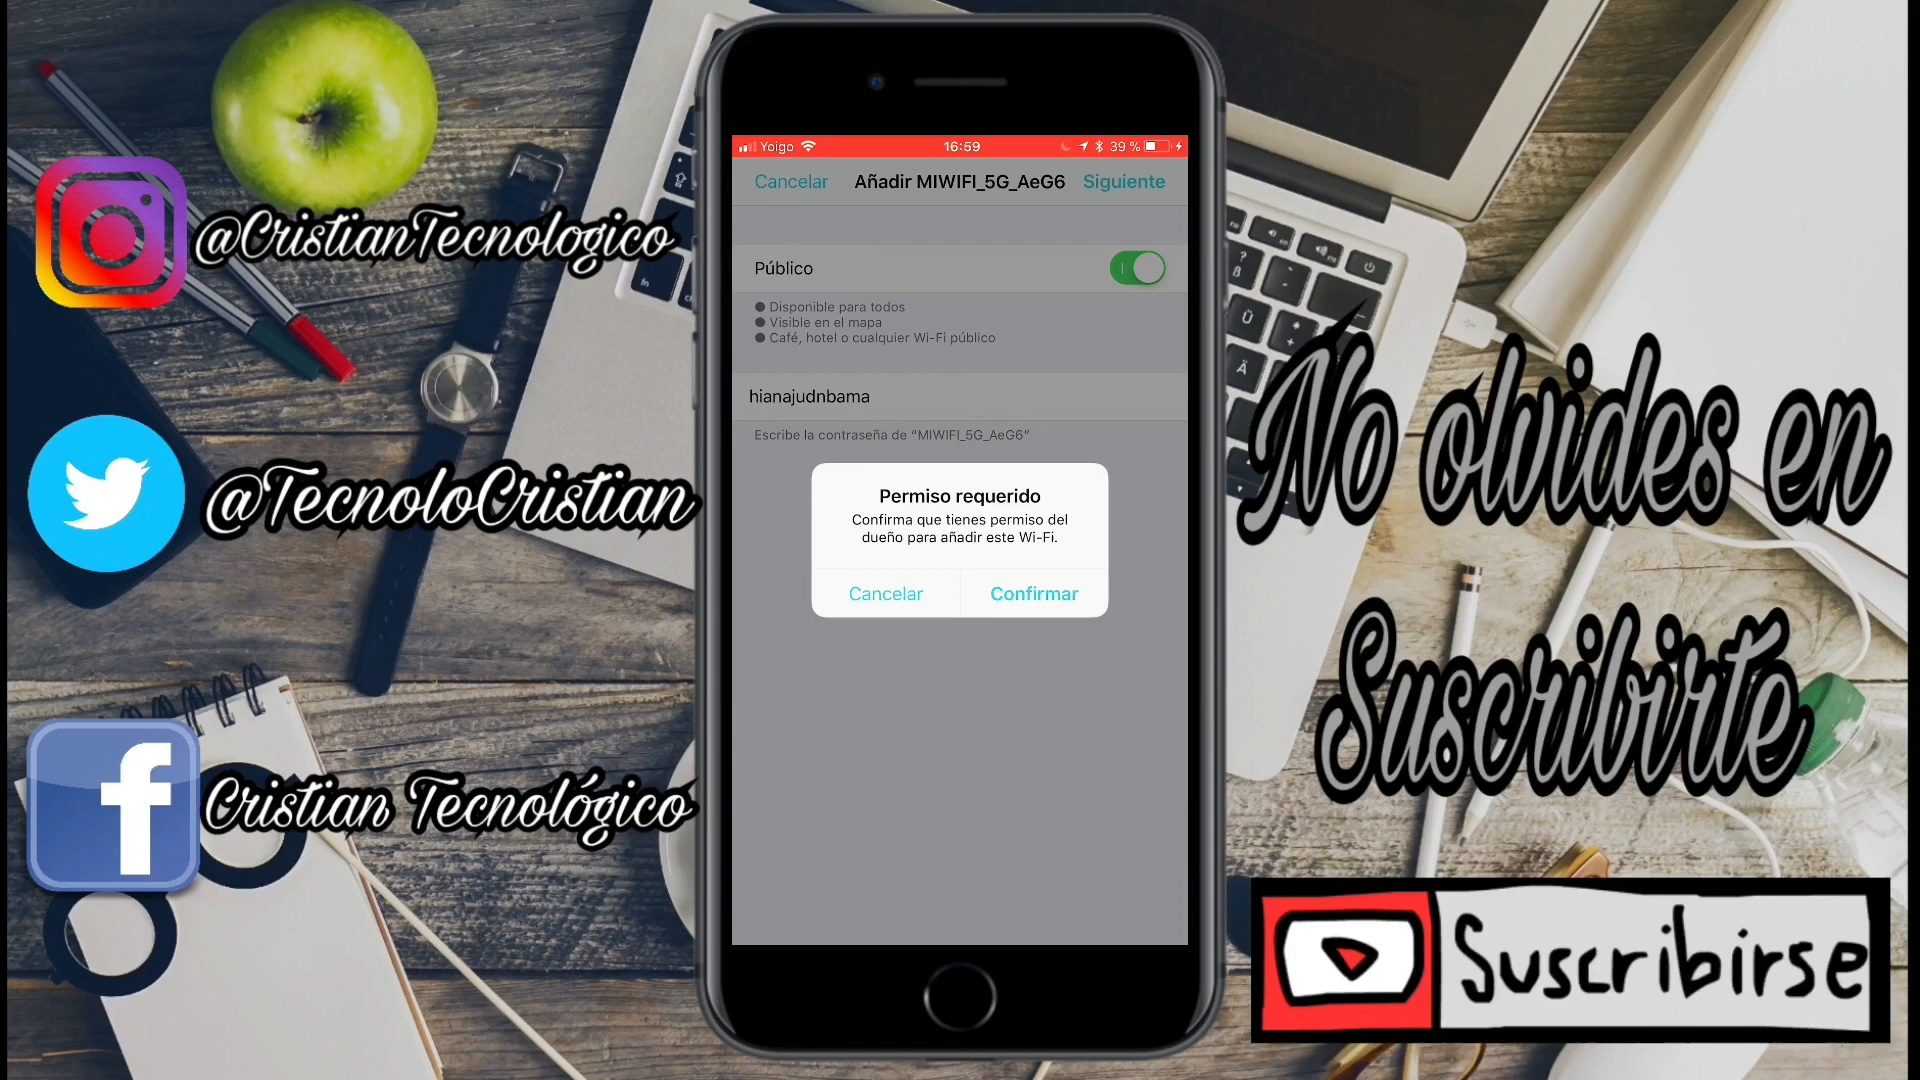 @CristianTecnologico
@TecnoloCristian
Cristian Tecnológico
Yoigo 16:59 39 %
Cancelar Añadir MIWIFI_5G_AeG6 Siguiente
Público
● Disponible para todos
● Visible en el mapa
● Café, hotel o cualquier Wi-Fi público
hianajudnbama
Escribe la contraseña de “MIWIFI_5G_AeG6”
Permiso requerido
Confirma que tienes permiso del
dueño para añadir este Wi-Fi.
Cancelar Confirmar
No olvides en
Suscribirte
Suscribirse